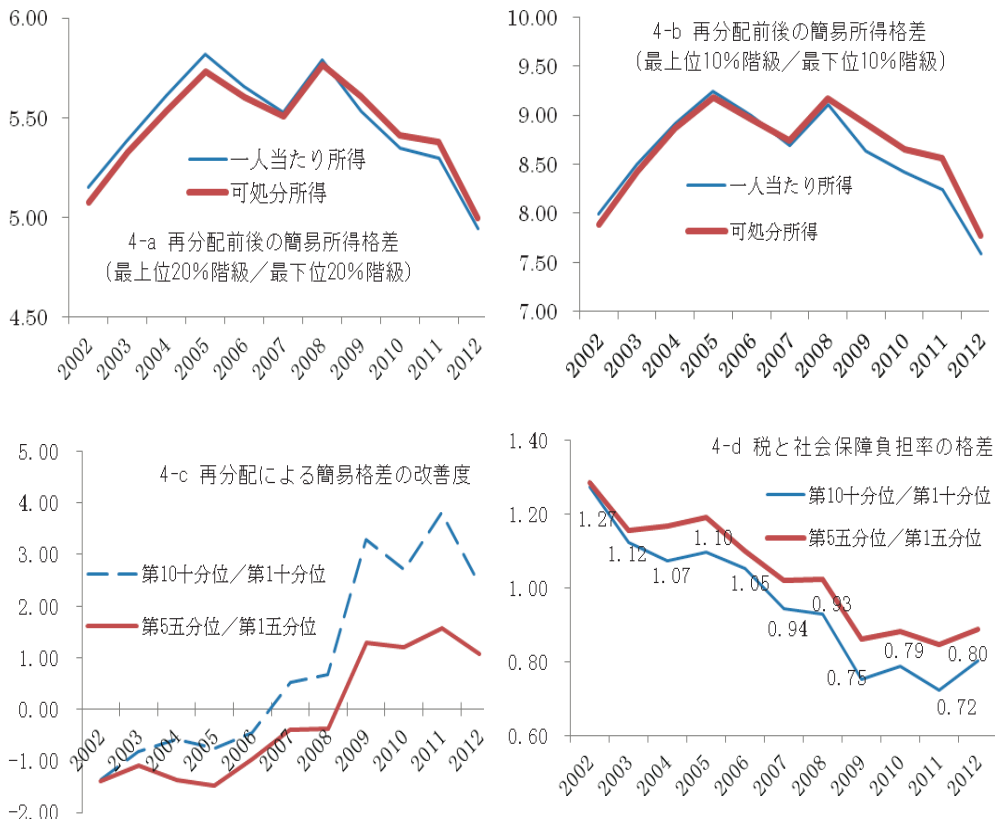 6.00
5.50
5.00
4.50
一人当たり所得
可処分所得
4-a 再分配前後の簡易所得格差
（最上位20%階級／最下位20%階級）
2002 2003 2004 2005 2006 2007 2008 2009 2010 2011 2012
10.00
9.50
9.00
8.50
8.00
7.50
7.00
4-b 再分配前後の簡易所得格差
（最上位10%階級／最下位10%階級）
一人当たり所得
可処分所得
2002 2003 2004 2005 2006 2007 2008 2009 2010 2011 2012
5.00
4.00
3.00
2.00
1.00
0.00
-1.00
-2.00
4-c 再分配による簡易格差の改善度
第10十分位／第1十分位
第5五分位／第1五分位
2002 2003 2004 2005 2006 2007 2008 2009 2010 2011 2012
1.40
1.20
1.00
0.80
0.60
4-d 税と社会保障負担率の格差
第10十分位／第1十分位
第5五分位／第1五分位
1.27 1.12 1.07 1.10 1.05 0.94 0.93 0.75 0.79 0.72 0.80
2002 2003 2004 2005 2006 2007 2008 2009 2010 2011 2012